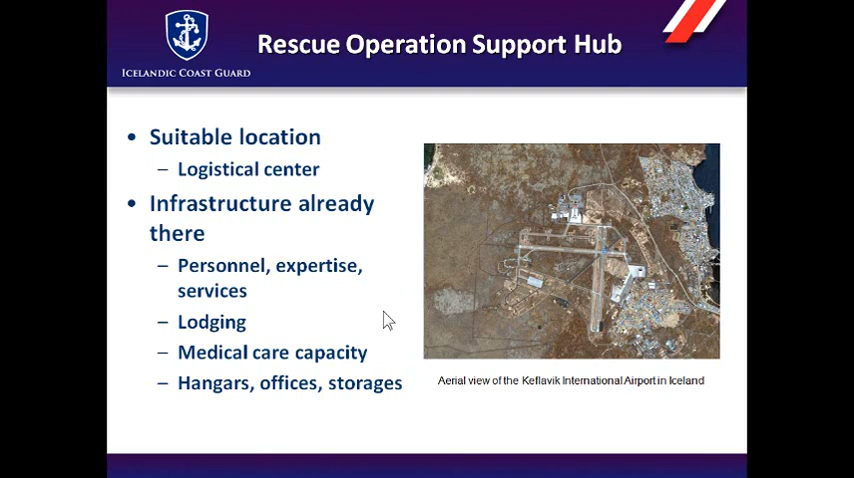 Rescue Operation Support Hub
ICELANDIC COAST GUARD
• Suitable location
– Logistical center
• Infrastructure already
there
– Personnel, expertise,
services
– Lodging
– Medical care capacity
– Hangars, offices, storages
Aerial view of the Keflavik International Airport in Iceland